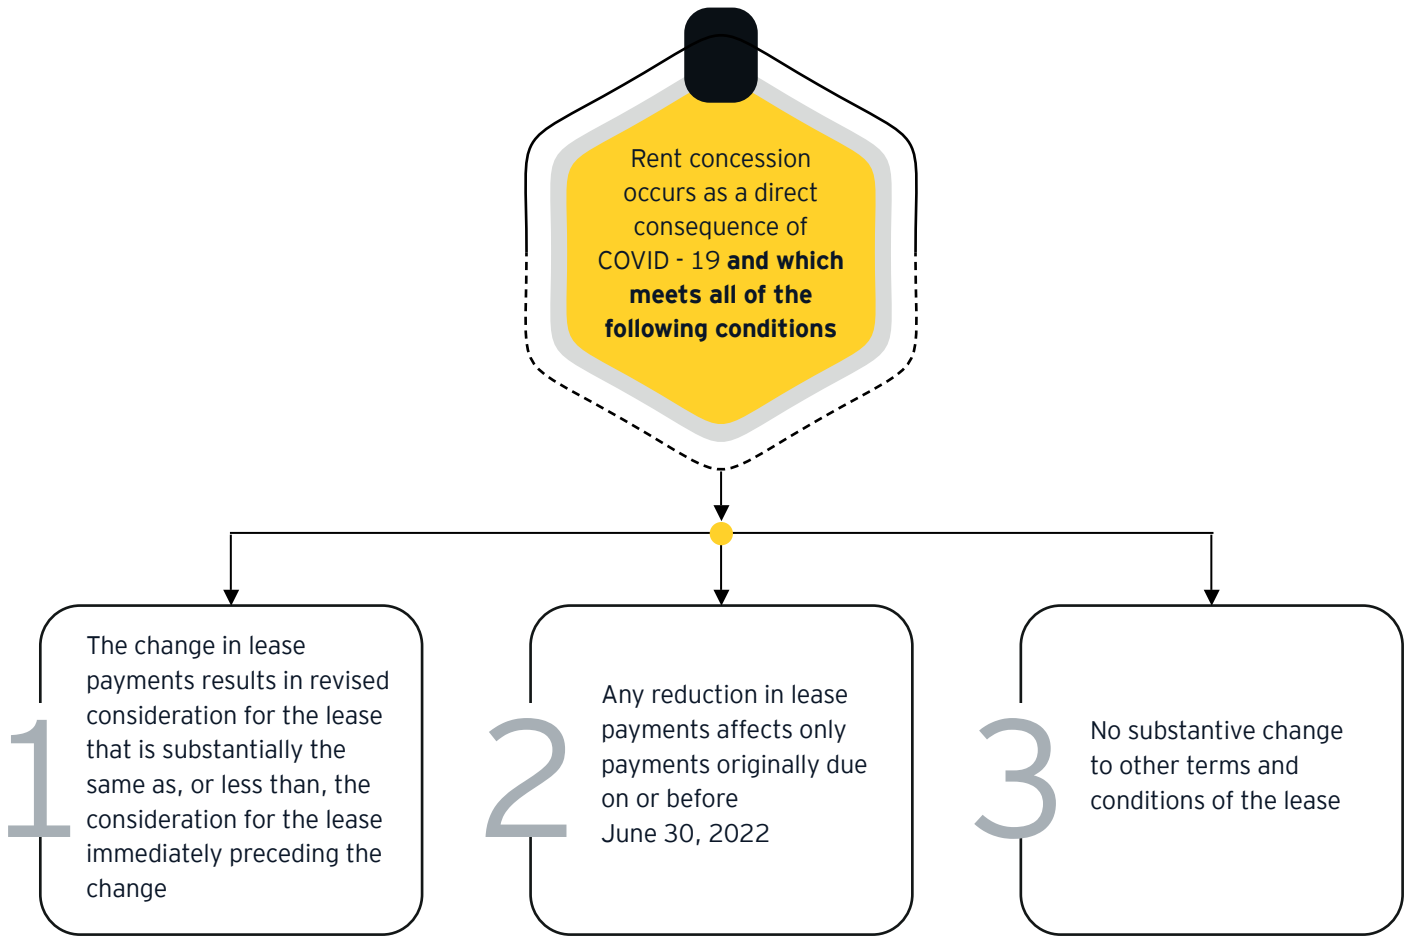 Rent concession
occurs as a direct
consequence of
COVID - 19 and which
meets all of the
following conditions
1
The change in lease
payments results in revised
consideration for the lease
that is substantially the
same as, or less than, the
consideration for the lease
immediately preceding the
change
2
Any reduction in lease
payments affects only
payments originally due
on or before
June 30, 2022
3
No substantive change
to other terms and
conditions of the lease